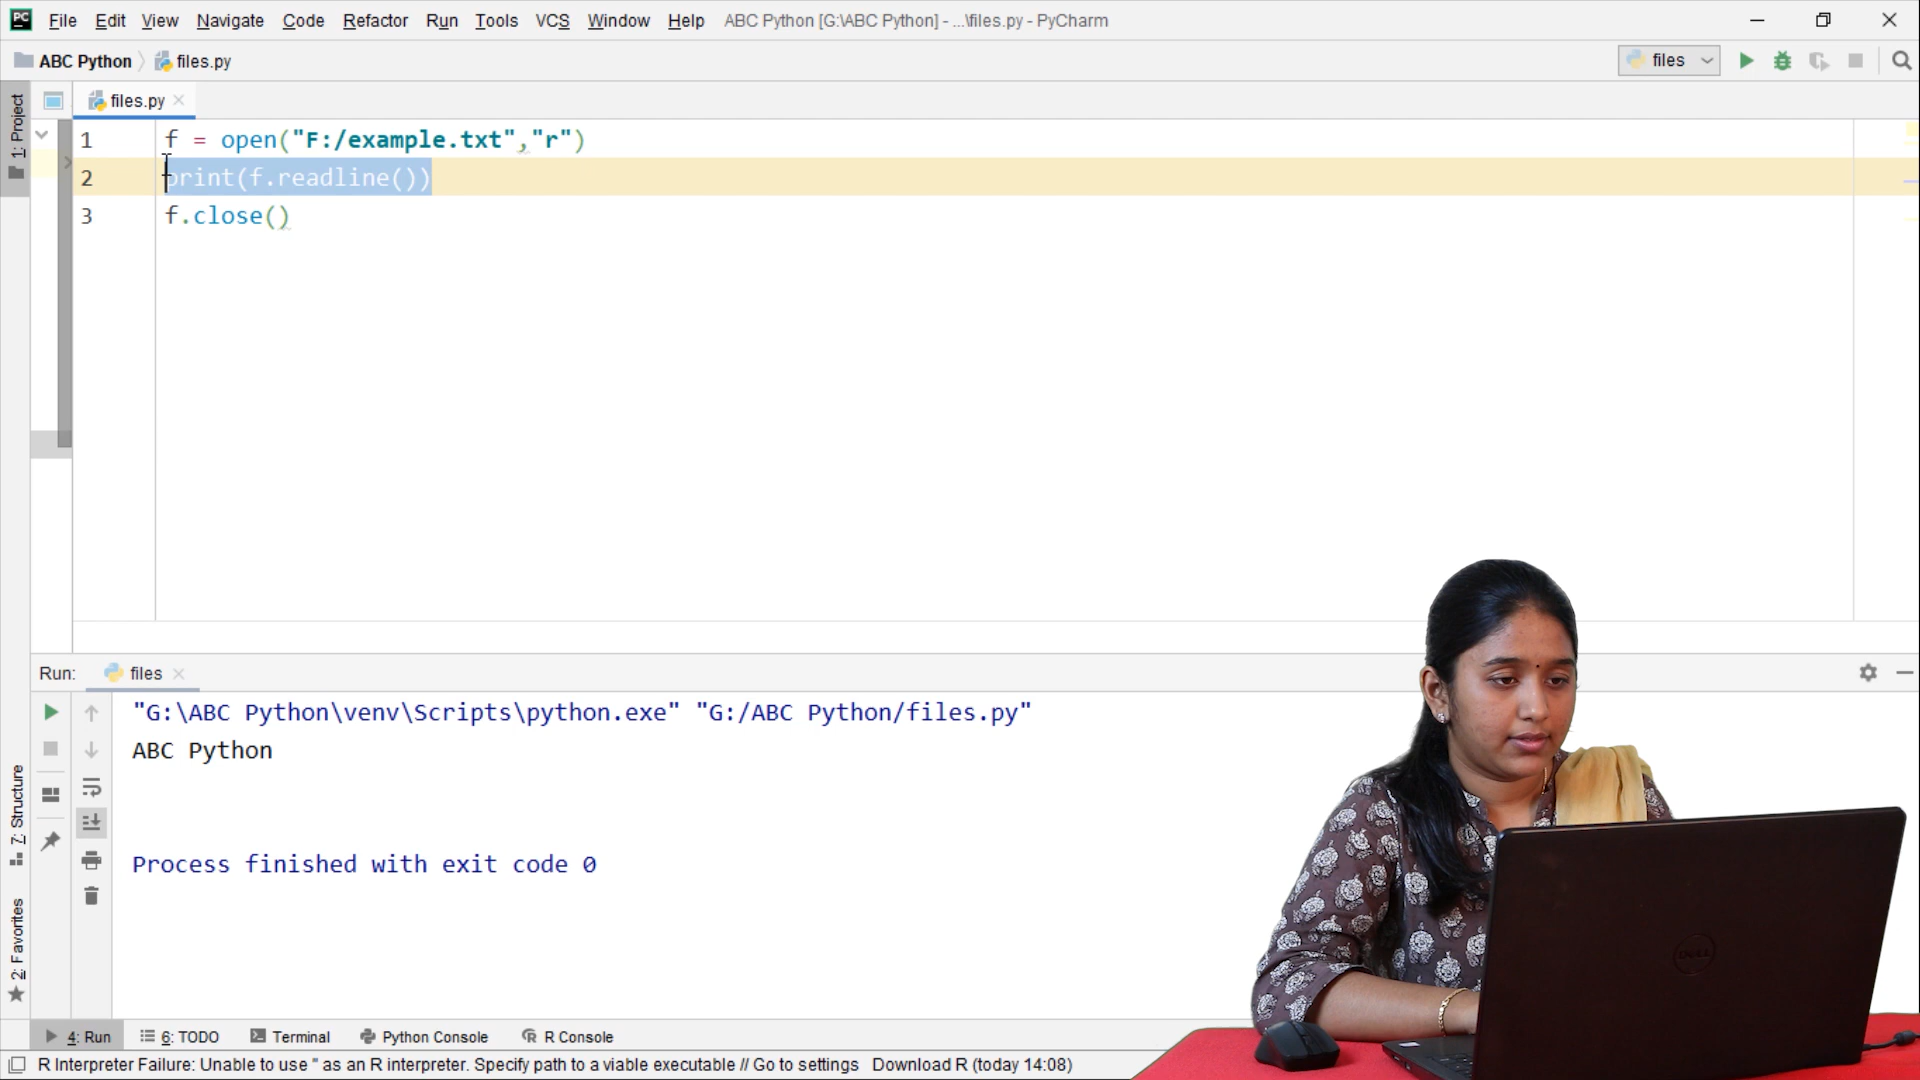 PC File Edit View Navigate Code Refactor Run Tools VCS Window Help ABC Python [G:\ABC Python] - ...\files.py - PyCharm
ABC Python files.py files
1: Project
files.py
1 f = open("F:/example.txt","r")
2 print(f.readline())
3 f.close()
Run: files
"G:\ABC Python\venv\Scripts\python.exe" "G:/ABC Python/files.py"
ABC Python
Process finished with exit code 0
7: Structure
2: Favorites
DELL
4: Run 6: TODO Terminal Python Console R Console
R Interpreter Failure: Unable to use '' as an R interpreter. Specify path to a viable executable // Go to settings Download R (today 14:08)